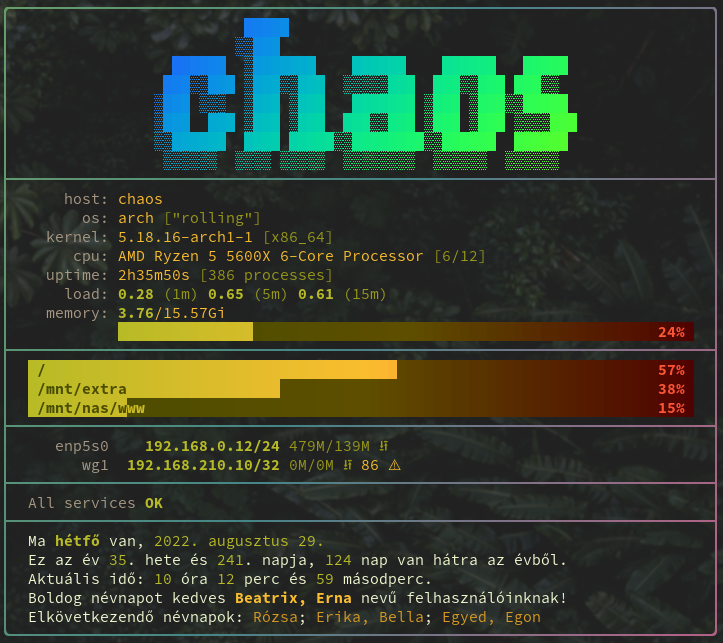 chaos
host: chaos
os: arch ["rolling"]
kernel: 5.18.16-arch1-1 [x86_64]
cpu: AMD Ryzen 5 5600X 6-Core Processor [6/12]
uptime: 2h35m50s [386 processes]
load: 0.28 (1m) 0.65 (5m) 0.61 (15m)
memory: 3.76/15.57Gi
24%
/ 57%
/mnt/extra 38%
/mnt/nas/www 15%
enp5s0 192.168.0.12/24 479M/139M ⇵
wg1 192.168.210.10/32 0M/0M ⇵ 86 ⚠
All services OK
Ma hétfő van, 2022. augusztus 29.
Ez az év 35. hete és 241. napja, 124 nap van hátra az évből.
Aktuális idő: 10 óra 12 perc és 59 másodperc.
Boldog névnapot kedves Beatrix, Erna nevű felhasználóinknak!
Elkövetkezendő névnapok: Rózsa; Erika, Bella; Egyed, Egon